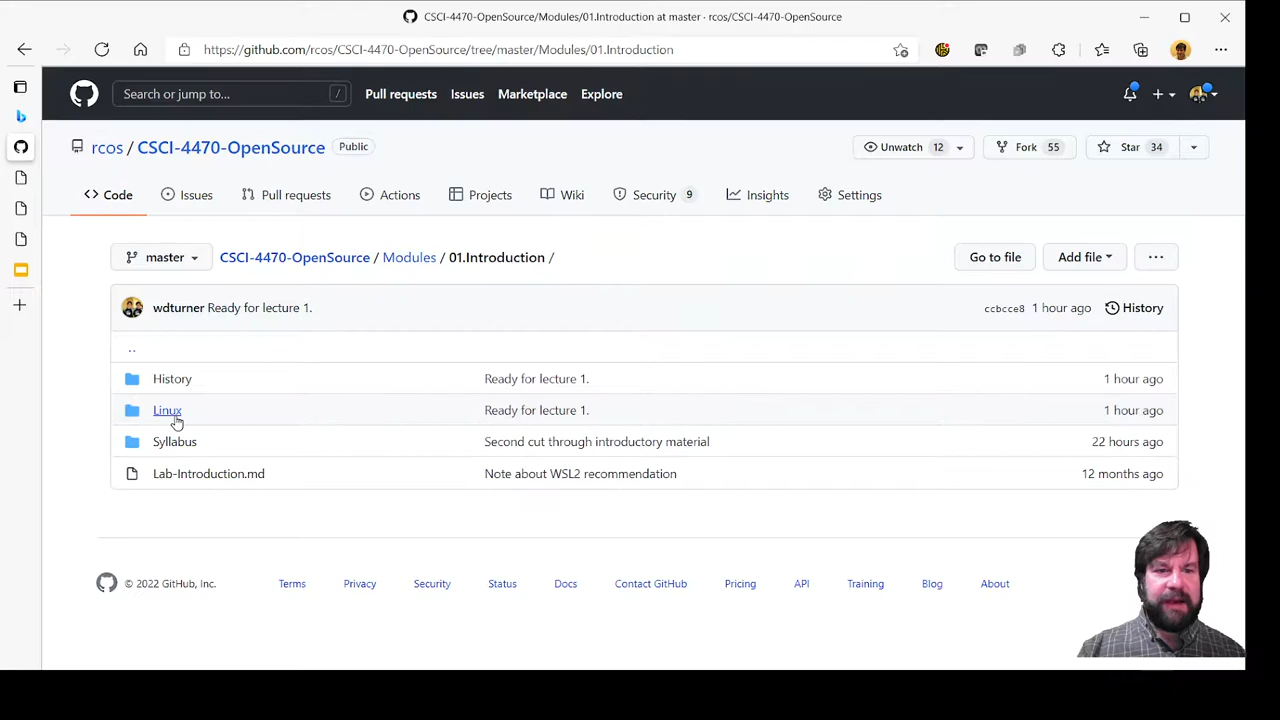 CSCI-4470-OpenSource/Modules/01.Introduction at master · rcos/CSCI-4470-OpenSource
https://github.com/rcos/CSCI-4470-OpenSource/tree/master/Modules/01.Introduction
Search or jump to... / Pull requests Issues Marketplace Explore
rcos / CSCI-4470-OpenSource Public Unwatch 12 Fork 55 Star 34
<> Code Issues Pull requests Actions Projects Wiki Security 9 Insights Settings
master CSCI-4470-OpenSource / Modules / 01.Introduction / Go to file Add file ...
wdturner Ready for lecture 1. ccbcce8 1 hour ago History
..
History Ready for lecture 1. 1 hour ago
Linux Ready for lecture 1. 1 hour ago
Syllabus Second cut through introductory material 22 hours ago
Lab-Introduction.md Note about WSL2 recommendation 12 months ago
© 2022 GitHub, Inc. Terms Privacy Security Status Docs Contact GitHub Pricing API Training Blog About